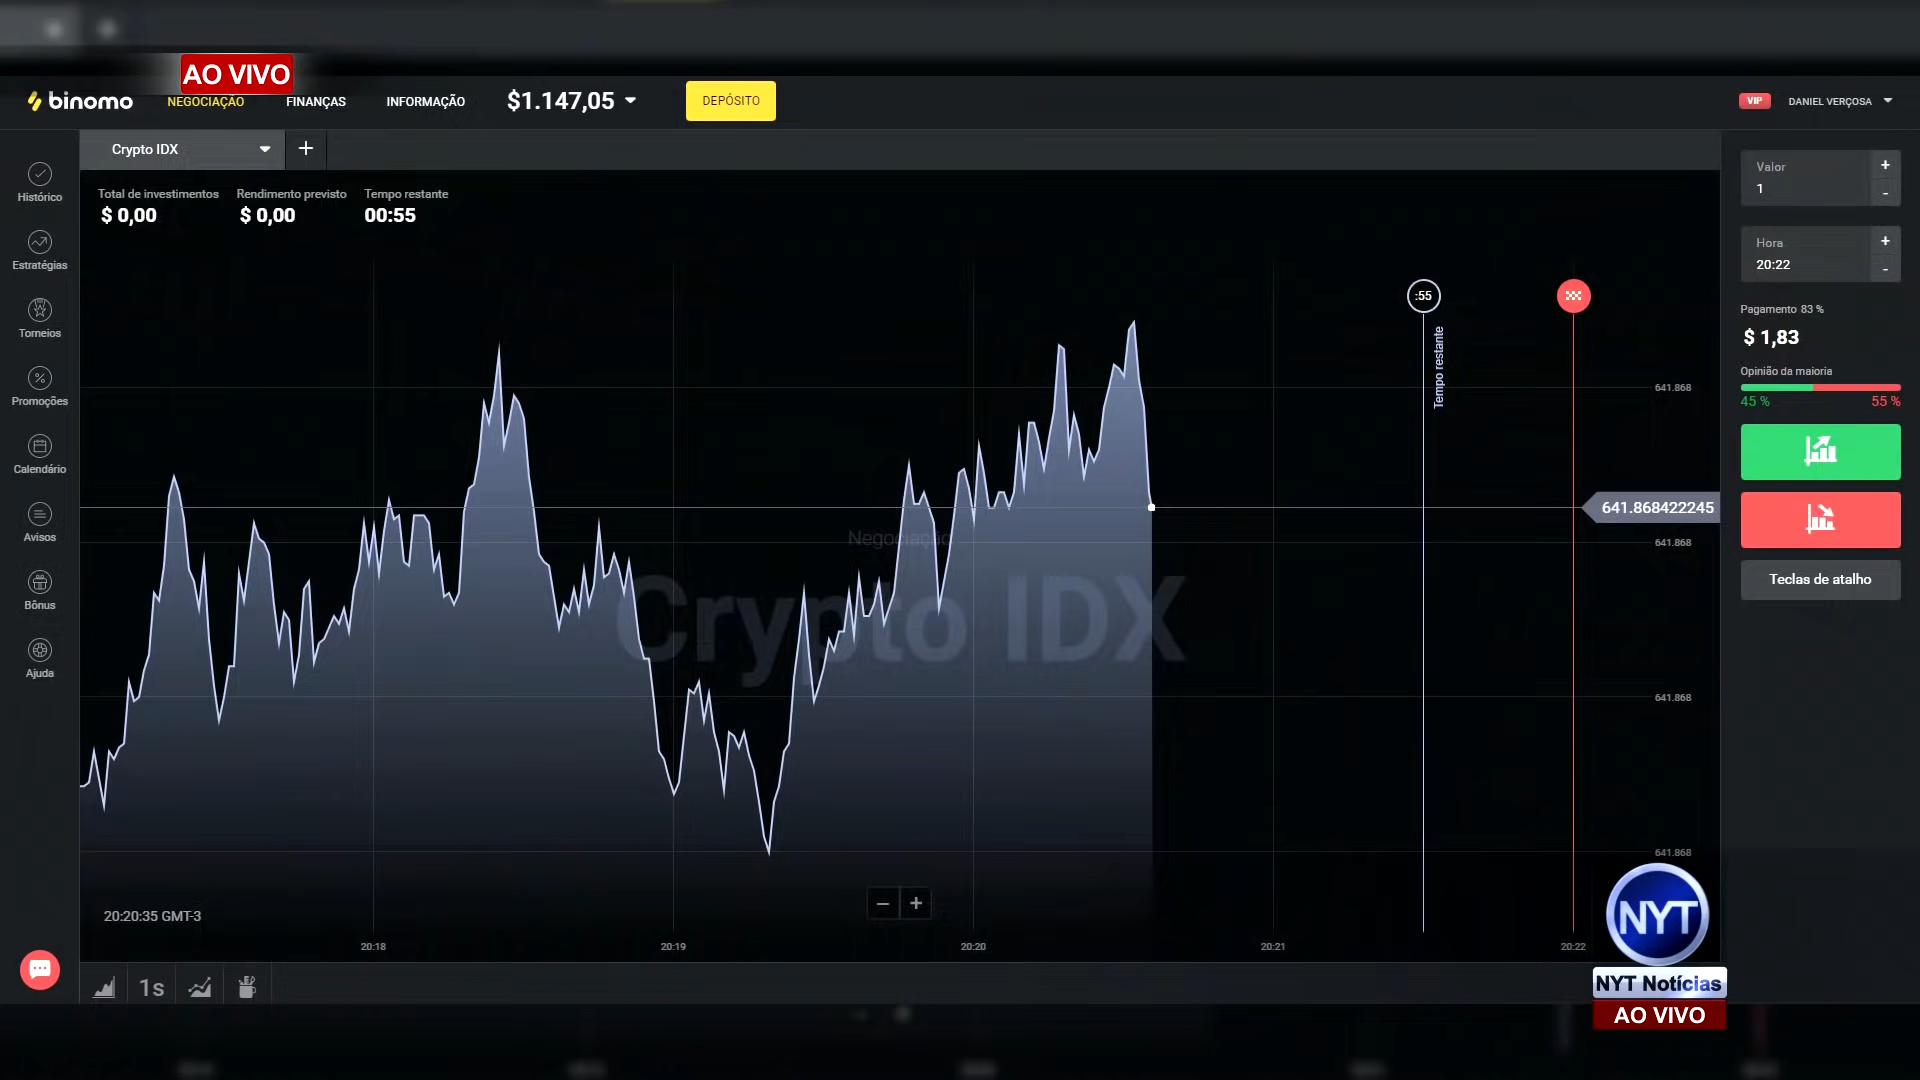 AO VIVO
binomo
NEGOCIAÇÃO
FINANÇAS
INFORMAÇÃO
$1.147,05
DEPÓSITO
VIP
DANIEL VERÇOSA
Crypto IDX
+
Histórico
Estratégias
Torneios
Promoções
Calendário
Avisos
Bônus
Ajuda
Total de investimentos
$ 0,00
Rendimento previsto
$ 0,00
Tempo restante
00:55
:55
Tempo restante
Negociação
Crypto IDX
641.868
641.868422245
641.868
641.868
641.868
Valor
1
+
-
Hora
20:22
+
-
Pagamento 83 %
$ 1,83
Opinião da maioria
45 %
55 %
Teclas de atalho
− +
20:20:35 GMT-3
20:18
20:19
20:20
20:21
20:22
1s
NYT
NYT Notícias
AO VIVO